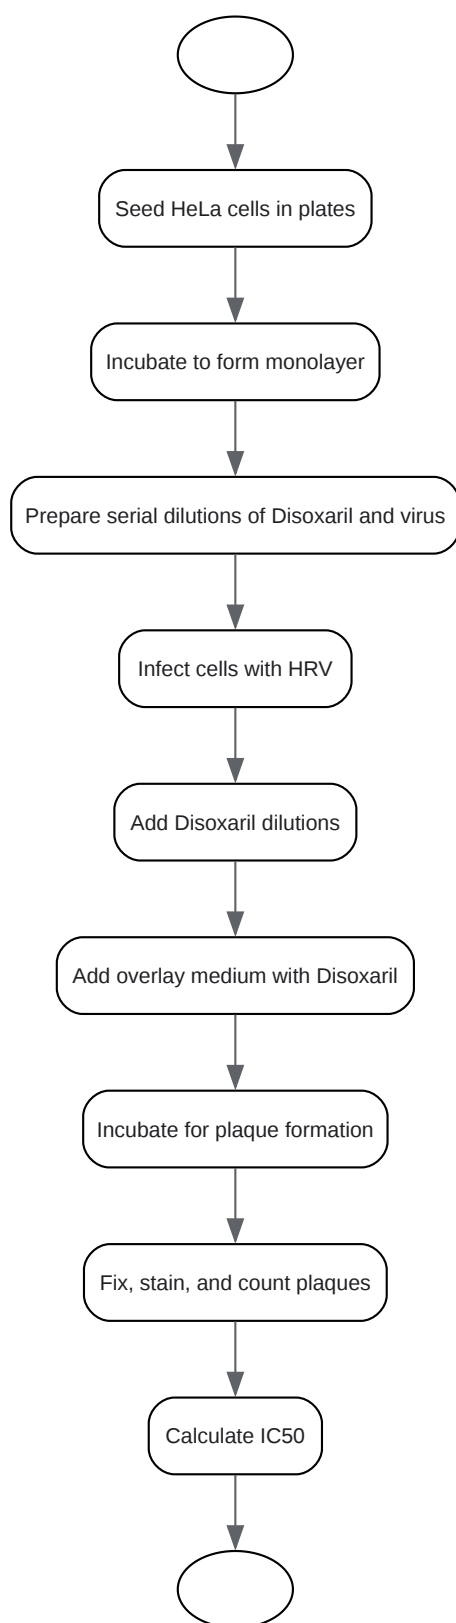 Seed HeLa cells in plates
Incubate to form monolayer
Prepare serial dilutions of Disoxaril and virus
Infect cells with HRV
Add Disoxaril dilutions
Add overlay medium with Disoxaril
Incubate for plaque formation
Fix, stain, and count plaques
Calculate IC50